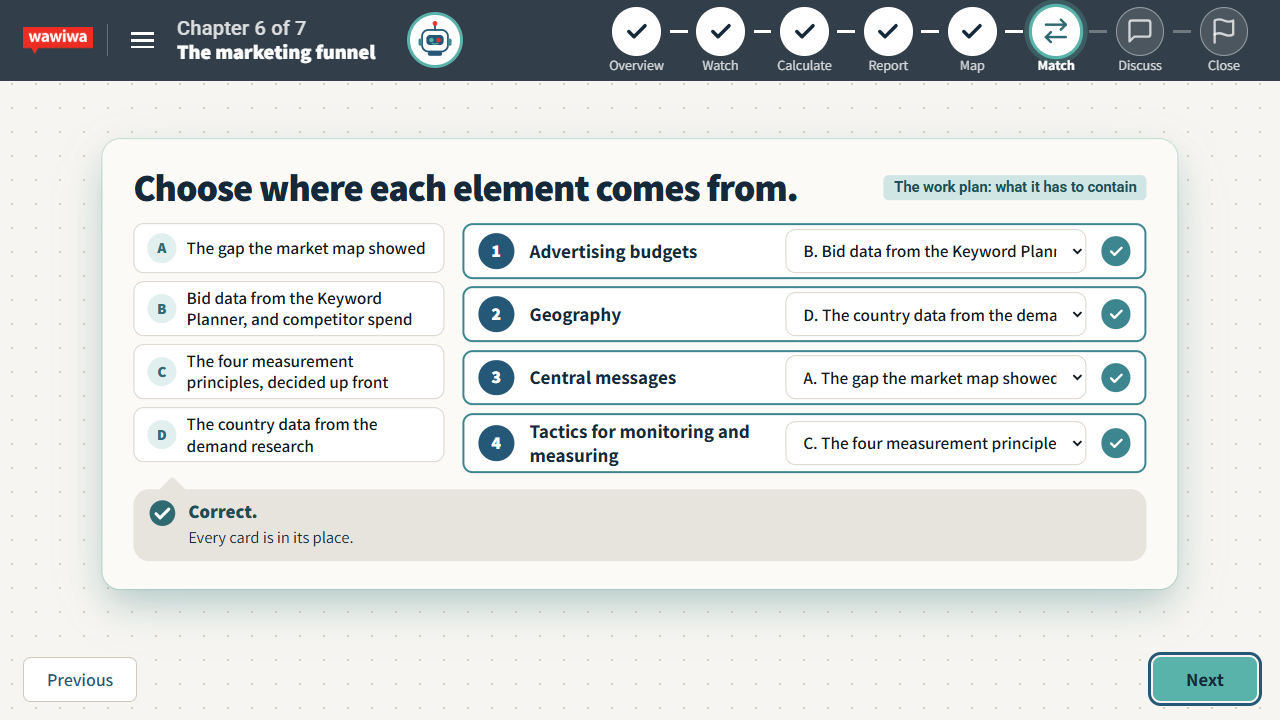 wawiwa
Chapter 6 of 7
The marketing funnel
Overview
Watch
Calculate
Report
Map
Match
Discuss
Close
Choose where each element comes from.
The work plan: what it has to contain
A
The gap the market map showed
B
Bid data from the Keyword
Planner, and competitor spend
C
The four measurement
principles, decided up front
D
The country data from the
demand research
1
Advertising budgets
B. Bid data from the Keyword Plann
2
Geography
D. The country data from the dema
3
Central messages
A. The gap the market map showed
4
Tactics for monitoring and
measuring
C. The four measurement principle
Correct.
Every card is in its place.
Previous
Next